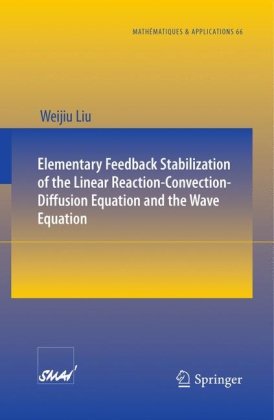 MATHÉMATIQUES & APPLICATIONS 66
Weijiu Liu
Elementary Feedback Stabilization
of the Linear Reaction-Convection-
Diffusion Equation and the Wave
Equation
SMAI
Springer